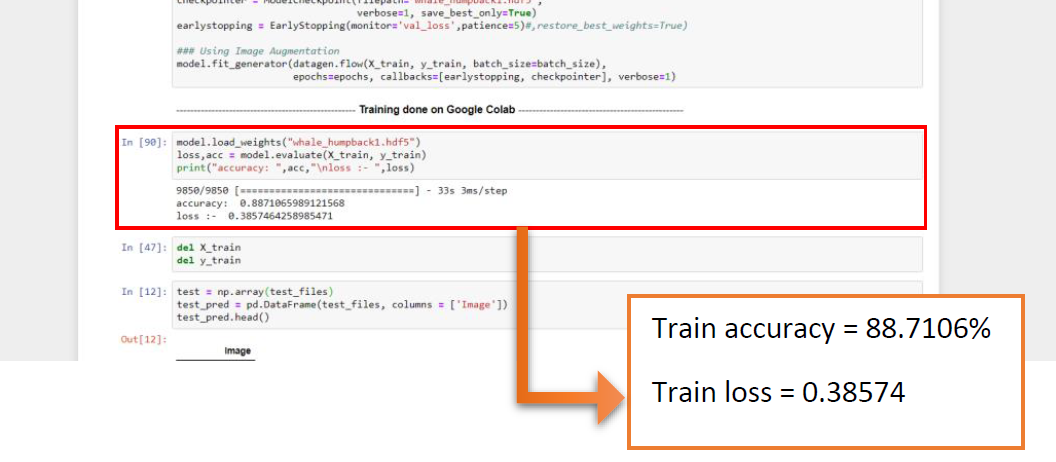 checkpointer = ModelCheckpoint(filepath='whale_humpback1.hdf5',
verbose=1, save_best_only=True)
earlystopping = EarlyStopping(monitor='val_loss',patience=5)#,restore_best_weights=True)
### Using Image Augmentation
model.fit_generator(datagen.flow(X_train, y_train, batch_size=batch_size),
epochs=epochs, callbacks=[earlystopping, checkpointer], verbose=1)
---------------------------------------------------- Training done on Google Colab ------------------------------------------------
In [90]: model.load_weights("whale_humpback1.hdf5")
loss,acc = model.evaluate(X_train, y_train)
print("accuracy: ",acc,"\nloss :- ",loss)
9850/9850 [==============================] - 33s 3ms/step
accuracy:  0.8871065989121568
loss :-  0.3857464258985471
In [47]: del X_train
del y_train
In [12]: test = np.array(test_files)
test_pred = pd.DataFrame(test_files, columns = ['Image'])
test_pred.head()
Out[12]:
Image
Train accuracy = 88.7106%
Train loss = 0.38574